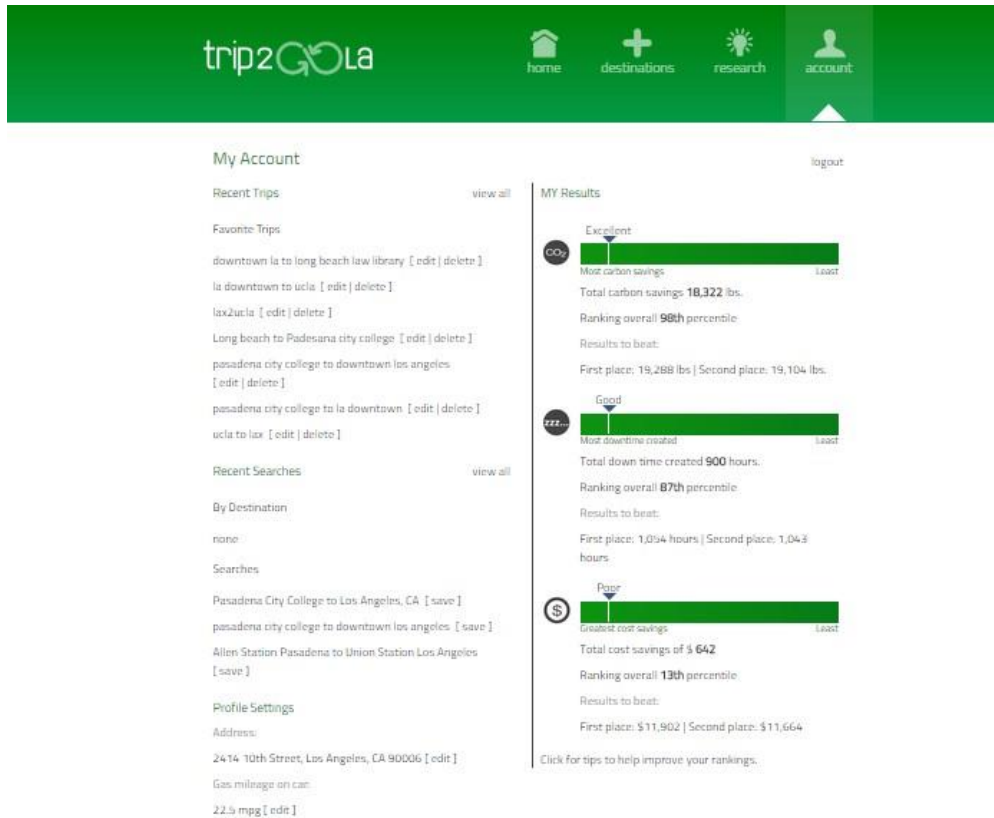 trip2GOLa
home
destinations
research
account
My Account
logout
Recent Trips
view all
Favorite Trips
downtown la to long beach law library [ edit | delete ]
la downtown to ucla [ edit | delete ]
lax2ucla [ edit | delete ]
Long beach to Padesana city college [ edit | delete ]
pasadena city college to downtown los angeles
[ edit | delete ]
pasadena city college to la downtown [ edit | delete ]
ucla to lax [ edit | delete ]
Recent Searches
view all
By Destination
none
Searches
Pasadena City College to Los Angeles, CA [ save ]
pasadena city college to downtown los angeles [ save ]
Allen Station Pasadena to Union Station Los Angeles
[ save ]
Profile Settings
Address:
2414 10th Street, Los Angeles, CA 90006 [ edit ]
Gas mileage on car:
22.5 mpg [ edit ]
MY Results
Excellent
CO2
Most carbon savings
Least
Total carbon savings 18,322 lbs.
Ranking overall 98th percentile
Results to beat:
First place: 19,288 lbs | Second place: 19,104 lbs.
Good
zzz...
Most downtime created
Least
Total down time created 900 hours.
Ranking overall 87th percentile
Results to beat:
First place: 1,054 hours | Second place: 1,043
hours
Poor
$
Greatest cost savings
Least
Total cost savings of $ 642
Ranking overall 13th percentile
Results to beat:
First place: $11,902 | Second place: $11,664
Click for tips to help improve your rankings.